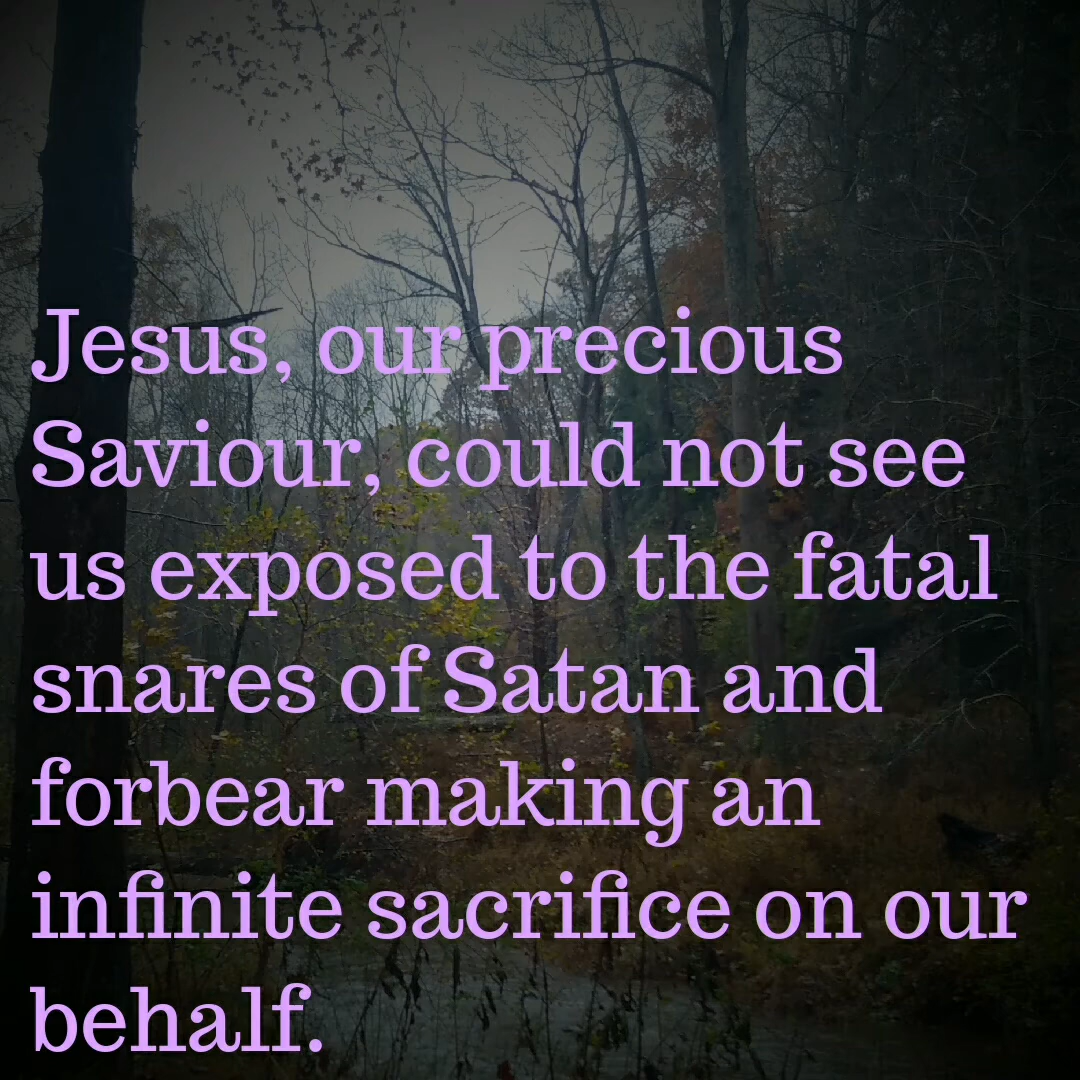 Jesus, our precious
Saviour, could not see
us exposed to the fatal
snares of Satan and
forbear making an
infinite sacrifice on our
behalf.